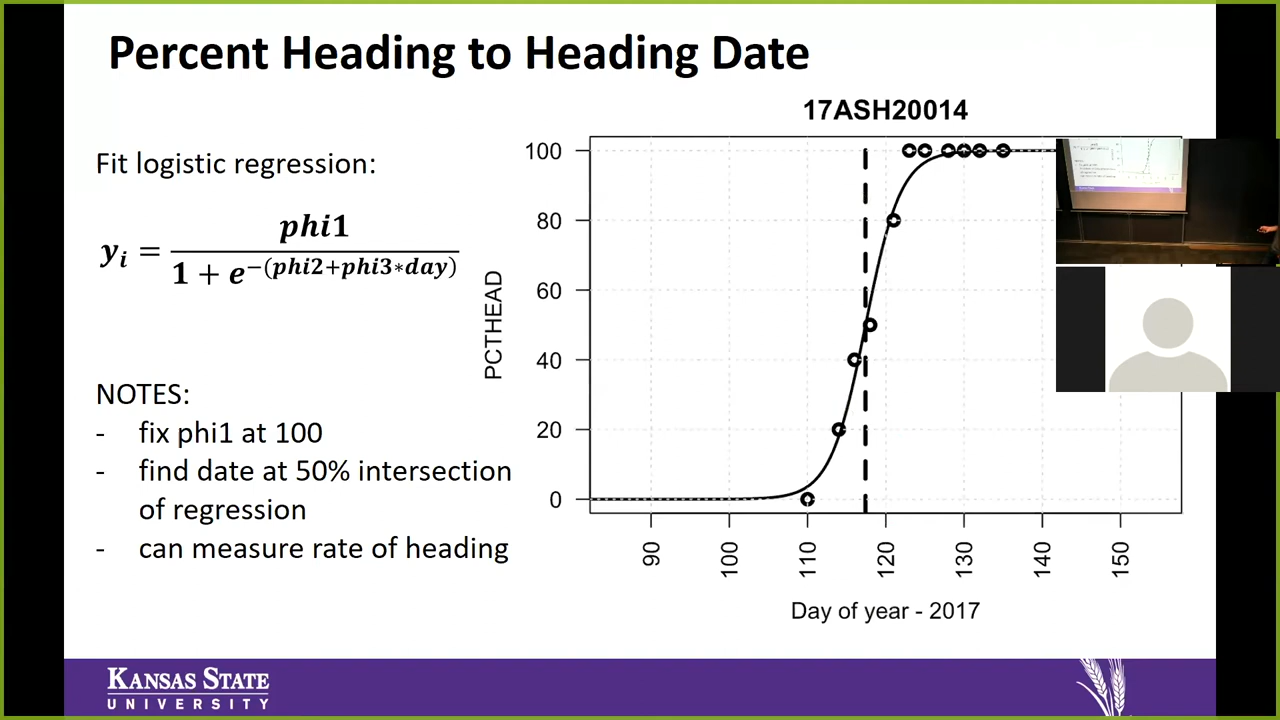 Percent Heading to Heading Date
Fit logistic regression:
y_i = phi1 / (1 + e^−(phi2+phi3∗day))
NOTES:
- fix phi1 at 100
- find date at 50% intersection
of regression
- can measure rate of heading
17ASH20014
PCTHEAD
100
80
60
40
20
0
90 100 110 120 130 140 150
Day of year - 2017
KANSAS STATE
UNIVERSITY